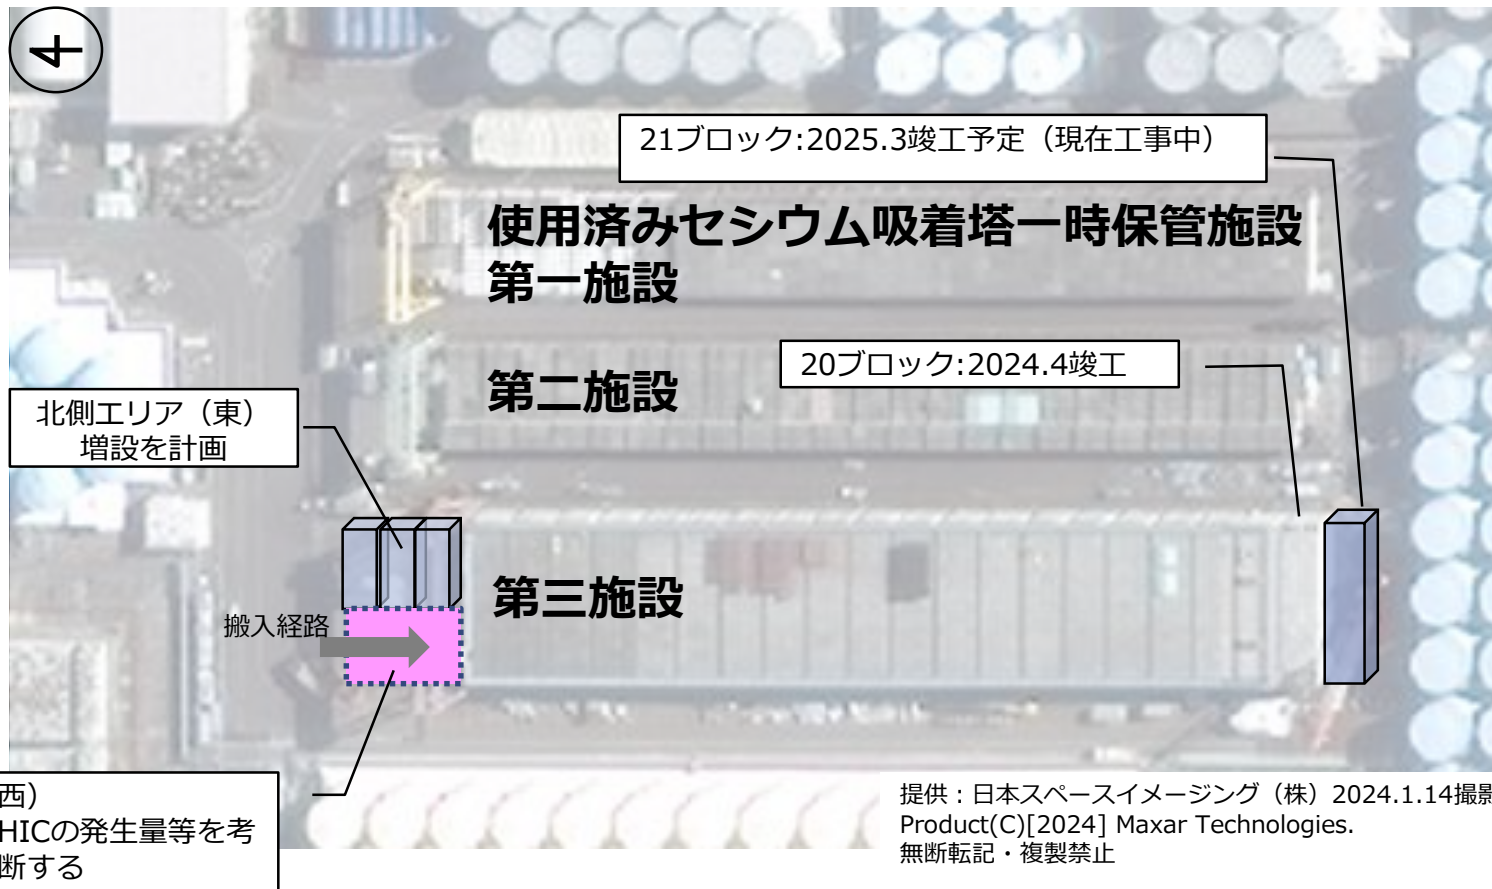 21ブロック:2025.3竣工予定（現在工事中）
使用済みセシウム吸着塔一時保管施設
第一施設
20ブロック:2024.4竣工
第二施設
北側エリア（東）
増設を計画
第三施設
搬入経路
西）
HICの発生量等を考
断する
提供：日本スペースイメージング（株）2024.1.14撮影
Product(C)[2024] Maxar Technologies.
無断転記・複製禁止